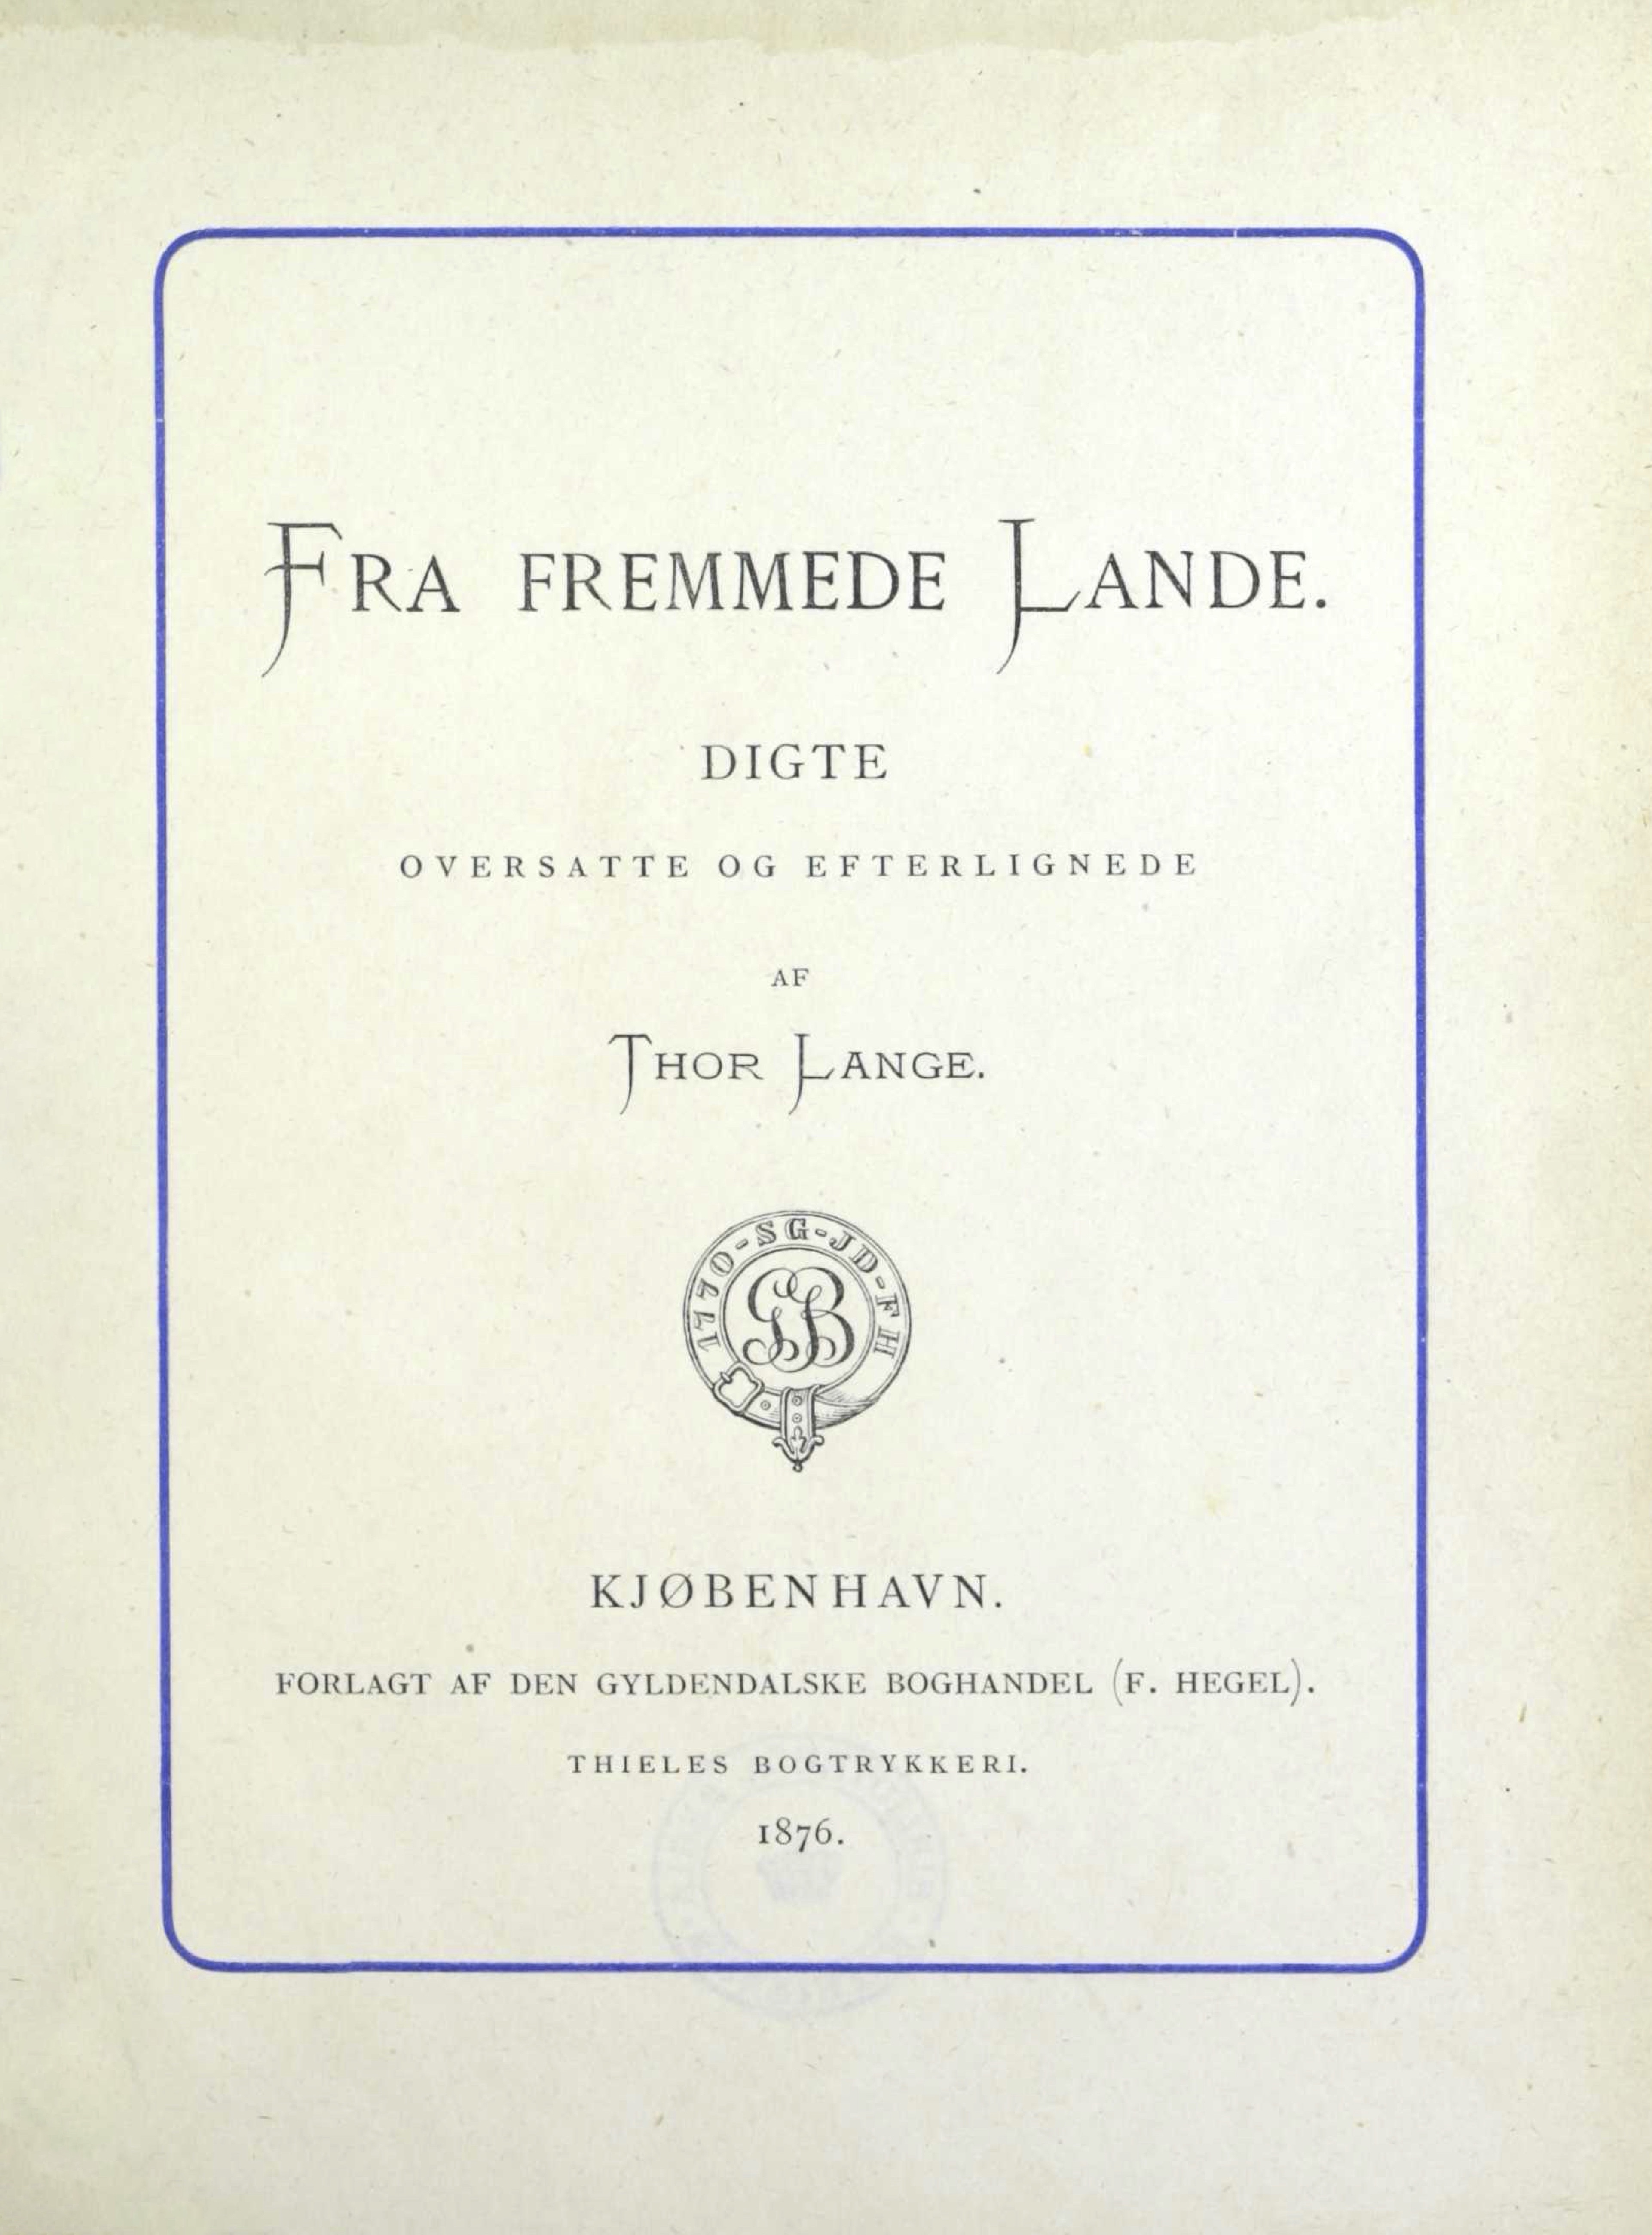 FRA FREMMEDE LANDE.
DIGTE
OVERSATTE OG EFTERLIGNEDE
AF
THOR LANGE.
1770-SG-JD-FH
GB
KJØBENHAVN.
FORLAGT AF DEN GYLDENDALSKE BOGHANDEL (F. HEGEL).
THIELES BOGTRYKKERI.
1876.